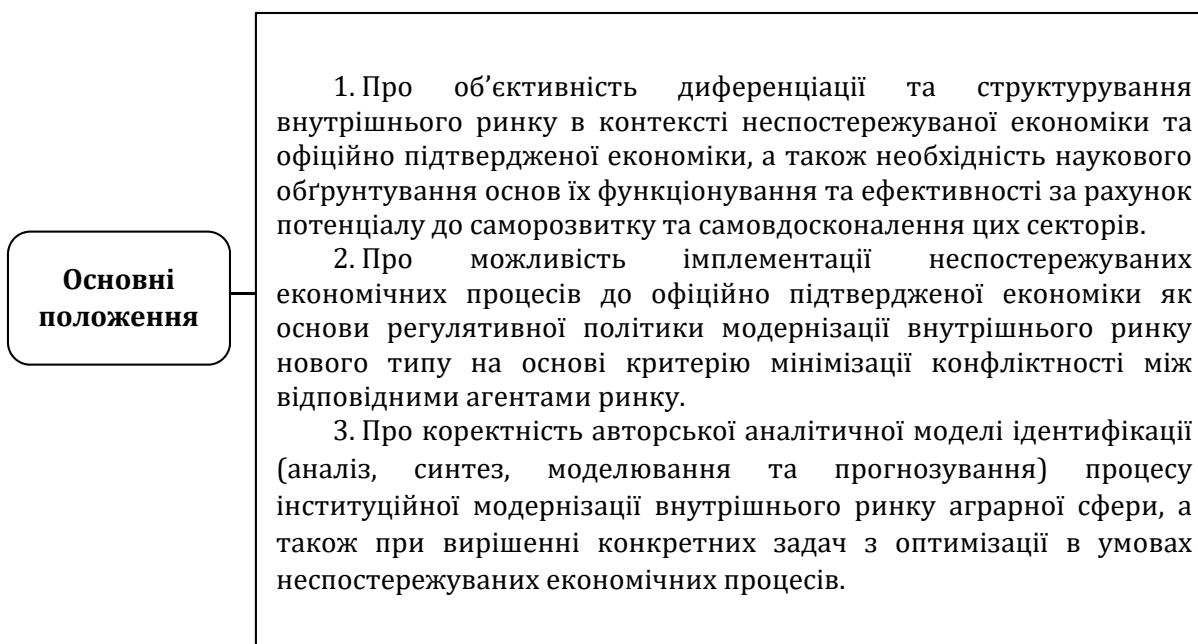 Основні
положення
1. Про об’єктивність диференціації та структурування
внутрішнього ринку в контексті неспостережуваної економіки та
офіційно підтвердженої економіки, а також необхідність наукового
обґрунтування основ їх функціонування та ефективності за рахунок
потенціалу до саморозвитку та самовдосконалення цих секторів.
2. Про можливість імплементації неспостережуваних
економічних процесів до офіційно підтвердженої економіки як
основи регулятивної політики модернізації внутрішнього ринку
нового типу на основі критерію мінімізації конфліктності між
відповідними агентами ринку.
3. Про коректність авторської аналітичної моделі ідентифікації
(аналіз, синтез, моделювання та прогнозування) процесу
інституційної модернізації внутрішнього ринку аграрної сфери, а
також при вирішенні конкретних задач з оптимізації в умовах
неспостережуваних економічних процесів.